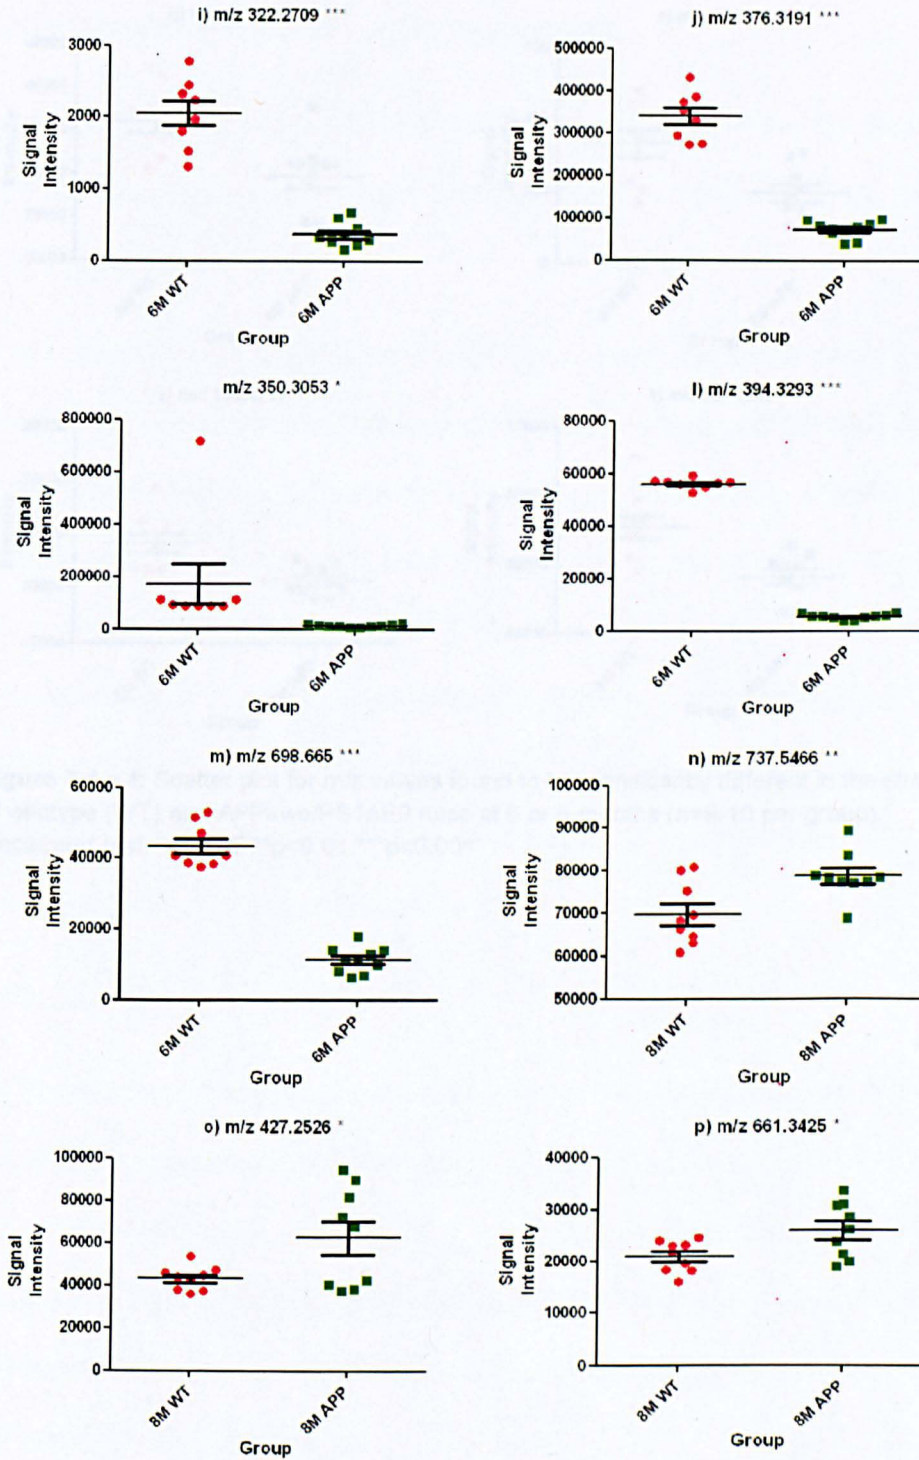 i) m/z 322.2709 ***
3000
2000
1000
0
Signal
Intensity
6M WT
6M APP
Group
j) m/z 376.3191 ***
500000
400000
300000
200000
100000
0
Signal
Intensity
6M WT
6M APP
Group
m/z 350.3053 *
800000
600000
400000
200000
0
Signal
Intensity
6M WT
6M APP
Group
l) m/z 394.3293 ***
80000
60000
40000
20000
0
Signal
Intensity
6M WT
6M APP
Group
m) m/z 698.665 ***
60000
40000
20000
0
Signal
Intensity
6M WT
6M APP
Group
n) m/z 737.5466 **
100000
90000
80000
70000
60000
50000
Signal
Intensity
8M WT
8M APP
Group
o) m/z 427.2526 *
100000
80000
60000
40000
20000
0
Signal
Intensity
8M WT
8M APP
Group
p) m/z 661.3425 *
40000
30000
20000
10000
0
Signal
Intensity
8M WT
8M APP
Group